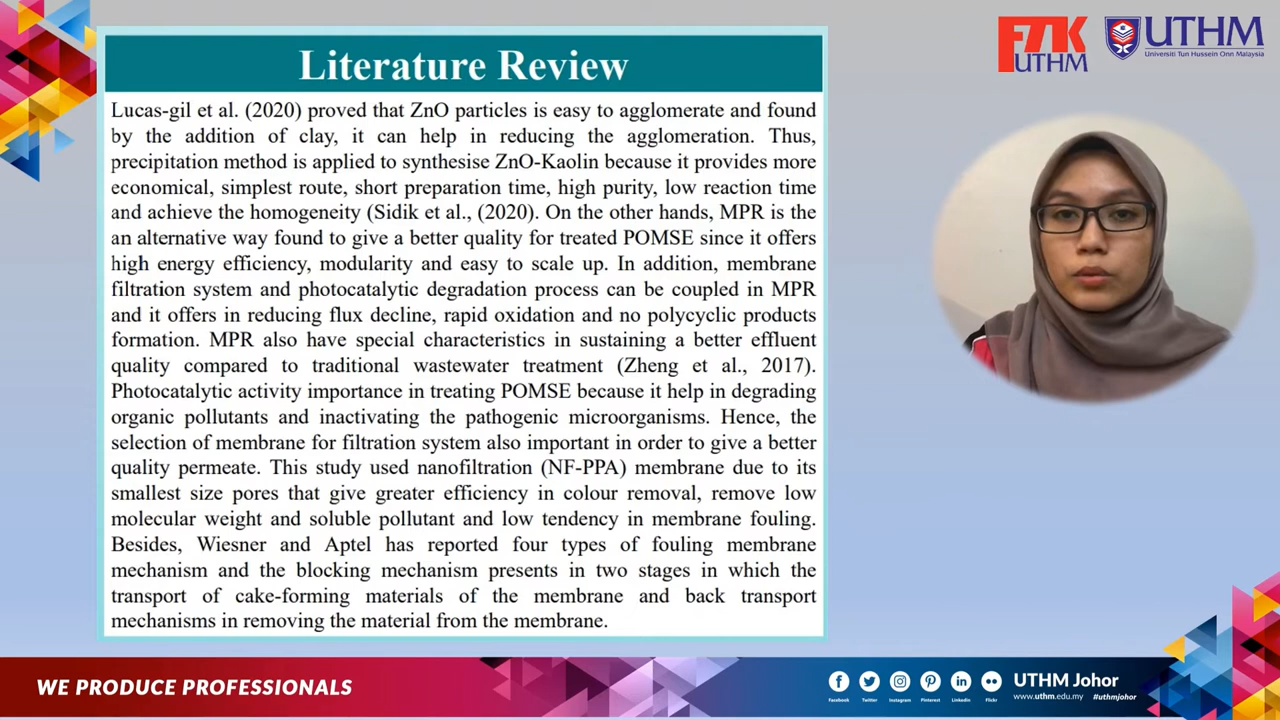 Literature Review
Lucas-gil et al. (2020) proved that ZnO particles is easy to agglomerate and found
by the addition of clay, it can help in reducing the agglomeration. Thus,
precipitation method is applied to synthesise ZnO-Kaolin because it provides more
economical, simplest route, short preparation time, high purity, low reaction time
and achieve the homogeneity (Sidik et al., (2020). On the other hands, MPR is the
an alternative way found to give a better quality for treated POMSE since it offers
high energy efficiency, modularity and easy to scale up. In addition, membrane
filtration system and photocatalytic degradation process can be coupled in MPR
and it offers in reducing flux decline, rapid oxidation and no polycyclic products
formation. MPR also have special characteristics in sustaining a better effluent
quality compared to traditional wastewater treatment (Zheng et al., 2017).
Photocatalytic activity importance in treating POMSE because it help in degrading
organic pollutants and inactivating the pathogenic microorganisms. Hence, the
selection of membrane for filtration system also important in order to give a better
quality permeate. This study used nanofiltration (NF-PPA) membrane due to its
smallest size pores that give greater efficiency in colour removal, remove low
molecular weight and soluble pollutant and low tendency in membrane fouling.
Besides, Wiesner and Aptel has reported four types of fouling membrane
mechanism and the blocking mechanism presents in two stages in which the
transport of cake-forming materials of the membrane and back transport
mechanisms in removing the material from the membrane.
FTK
UTHM
UTHM
Universiti Tun Hussein Onn Malaysia
WE PRODUCE PROFESSIONALS
Facebook
Twitter
Instagram
Pinterest
Linkedin
Flickr
UTHM Johor
www.uthm.edu.my #uthmjohor